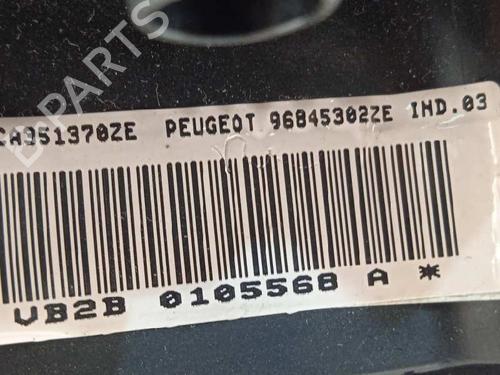 CA951370ZE PEUGEOT 96845302ZE IND.03
VB2B 0105568 A *
B-PARTS